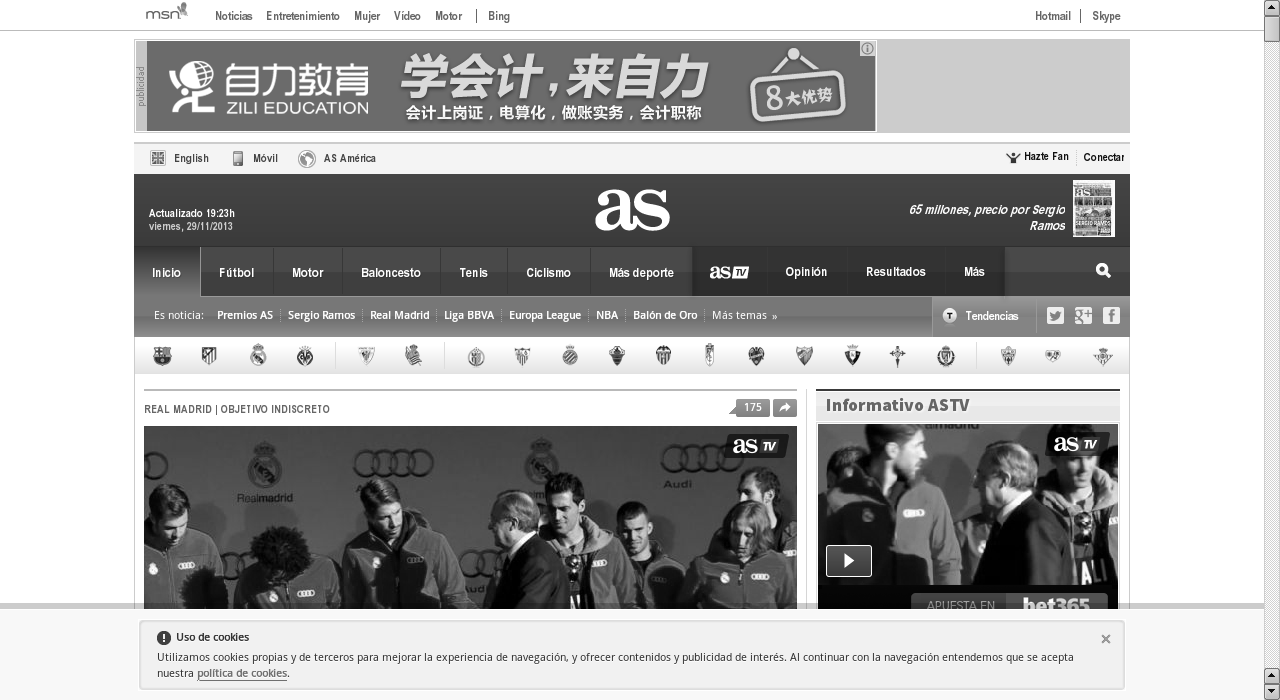 msn
Noticias Entretenimiento Mujer Vídeo Motor Bing
Hotmail Skype
publicidad
自力教育
ZILI EDUCATION
学会计，来自力
会计上岗证，电算化，做账实务，会计职称
8大优势
English Móvil AS América
Hazte Fan Conectar
Actualizado 19:23h
viernes, 29/11/2013
as
65 millones, precio por Sergio
Ramos
Inicio Fútbol Motor Baloncesto Tenis Ciclismo Más deporte as TV Opinión Resultados Más
Es noticia: Premios AS Sergio Ramos Real Madrid Liga BBVA Europa League NBA Balón de Oro Más temas »
Tendencias
REAL MADRID | OBJETIVO INDISCRETO
175
Informativo ASTV
as TV
as TV
Realmadrid
Audi
APUESTA EN bet365
Uso de cookies
Utilizamos cookies propias y de terceros para mejorar la experiencia de navegación, y ofrecer contenidos y publicidad de interés. Al continuar con la navegación entendemos que se acepta
nuestra política de cookies.